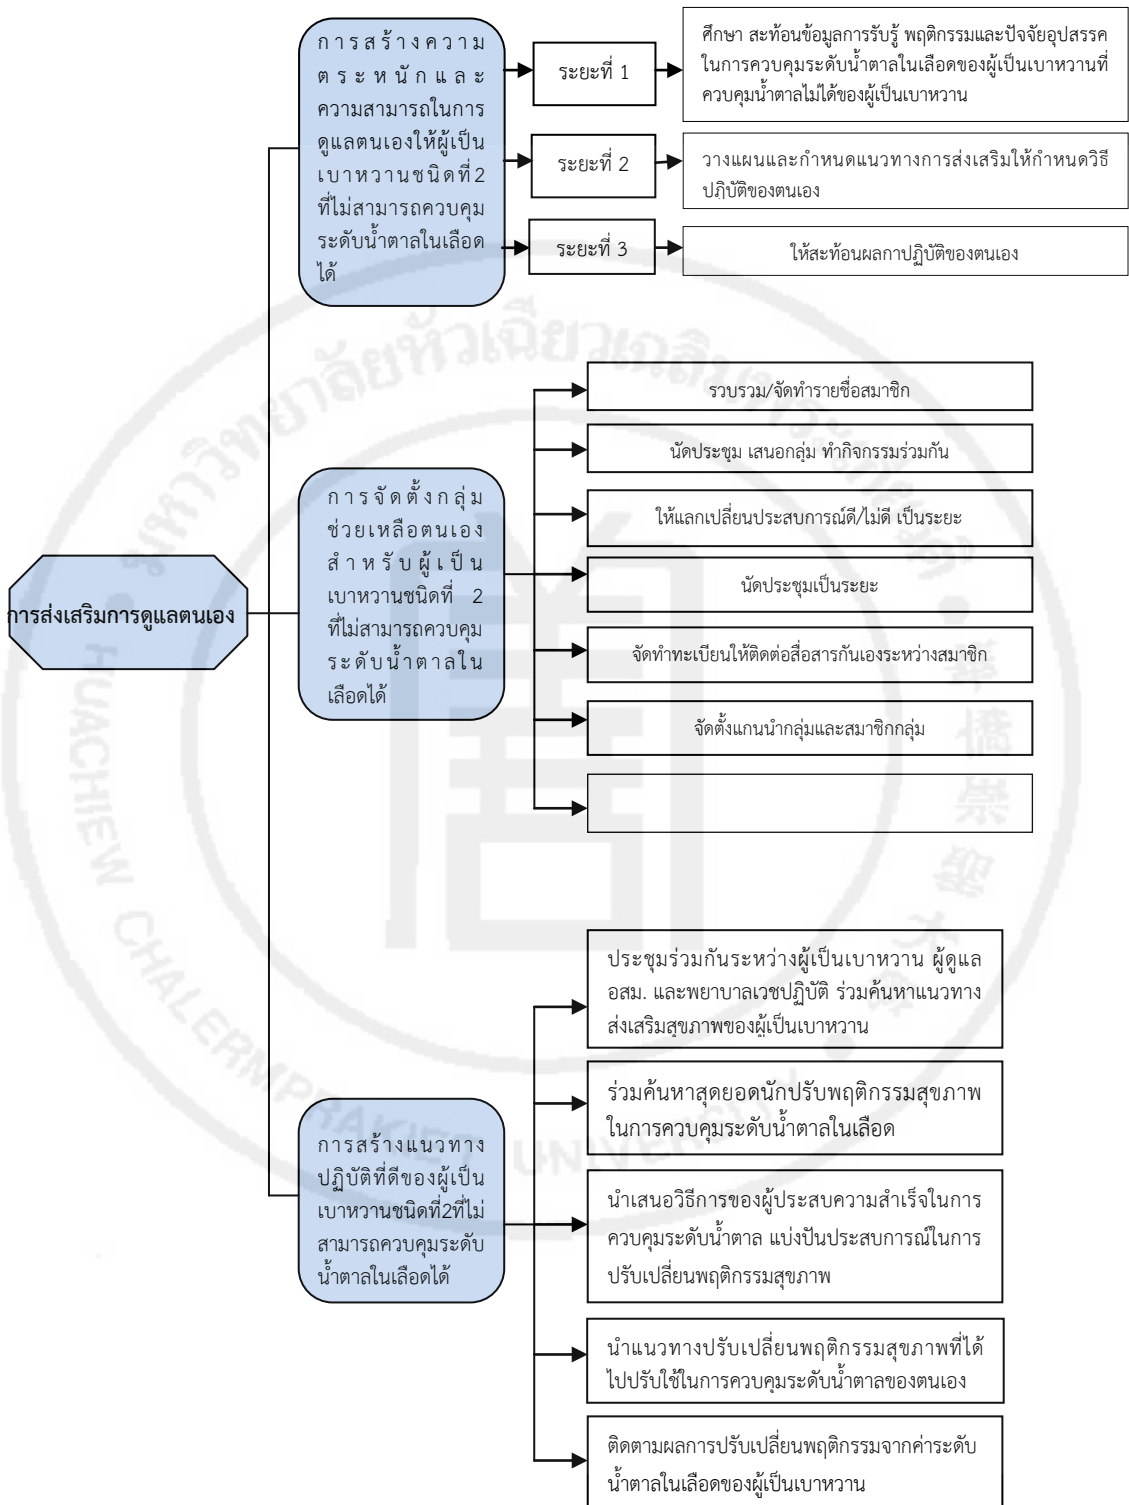 การสร้างความ
ตระหนักและ
ความสามารถในการ
ดูแลตนเองให้ผู้เป็น
เบาหวานชนิดที่2
ที่ไม่สามารถควบคุม
ระดับน้ำตาลในเลือด
ได้
ระยะที่ 1
ศึกษา สะท้อนข้อมูลการรับรู้ พฤติกรรมและปัจจัยอุปสรรค
ในการควบคุมระดับน้ำตาลในเลือดของผู้เป็นเบาหวานที่
ควบคุมน้ำตาลไม่ได้ของผู้เป็นเบาหวาน
ระยะที่ 2
วางแผนและกำหนดแนวทางการส่งเสริมให้กำหนดวิธี
ปฏิบัติของตนเอง
ระยะที่ 3
ให้สะท้อนผลกาปฏิบัติของตนเอง
การส่งเสริมการดูแลตนเอง
การจัดตั้งกลุ่ม
ช่วยเหลือตนเอง
สำหรับผู้เป็น
เบาหวานชนิดที่ 2
ที่ไม่สามารถควบคุม
ระดับน้ำตาลใน
เลือดได้
รวบรวม/จัดทำรายชื่อสมาชิก
นัดประชุม เสนอกลุ่ม ทำกิจกรรมร่วมกัน
ให้แลกเปลี่ยนประสบการณ์ดี/ไม่ดี เป็นระยะ
นัดประชุมเป็นระยะ
จัดทำทะเบียนให้ติดต่อสื่อสารกันเองระหว่างสมาชิก
จัดตั้งแกนนำกลุ่มและสมาชิกกลุ่ม
การสร้างแนวทาง
ปฏิบัติที่ดีของผู้เป็น
เบาหวานชนิดที่2ที่ไม่
สามารถควบคุมระดับ
น้ำตาลในเลือดได้
ประชุมร่วมกันระหว่างผู้เป็นเบาหวาน ผู้ดูแล
อสม. และพยาบาลเวชปฏิบัติ ร่วมค้นหาแนวทาง
ส่งเสริมสุขภาพของผู้เป็นเบาหวาน
ร่วมค้นหาสุดยอดนักปรับพฤติกรรมสุขภาพ
ในการควบคุมระดับน้ำตาลในเลือด
นำเสนอวิธีการของผู้ประสบความสำเร็จในการ
ควบคุมระดับน้ำตาล แบ่งปันประสบการณ์ในการ
ปรับเปลี่ยนพฤติกรรมสุขภาพ
นำแนวทางปรับเปลี่ยนพฤติกรรมสุขภาพที่ได้
ไปปรับใช้ในการควบคุมระดับน้ำตาลของตนเอง
ติดตามผลการปรับเปลี่ยนพฤติกรรมจากค่าระดับ
น้ำตาลในเลือดของผู้เป็นเบาหวาน
มหาวิทยาลัยหัวเฉียวเฉลิมพระเกียรติ
HUACHIEW CHALERMPRAKIET UNIVERSITY
華僑崇聖大學